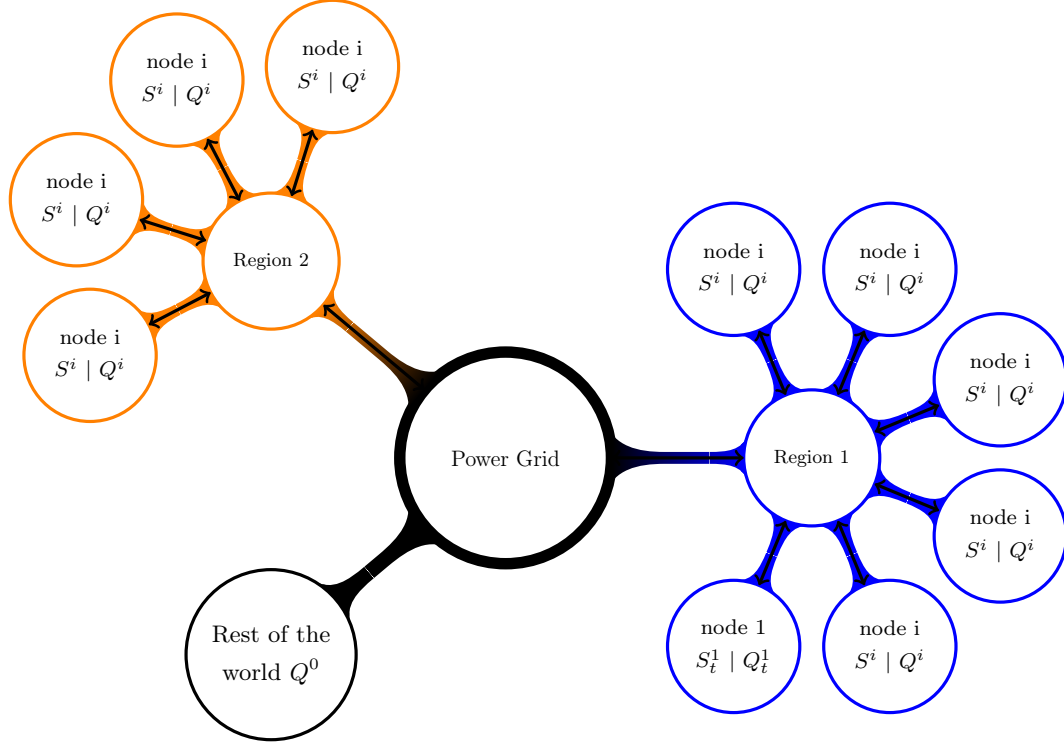 node i
S^i | Q^i
node i
S^i | Q^i
node i
S^i | Q^i
Region 2
node i
S^i | Q^i
node i
S^i | Q^i
node i
S^i | Q^i
node i
S^i | Q^i
Power Grid
Region 1
node i
S^i | Q^i
Rest of the
world Q^0
node 1
S_t^1 | Q_t^1
node i
S^i | Q^i